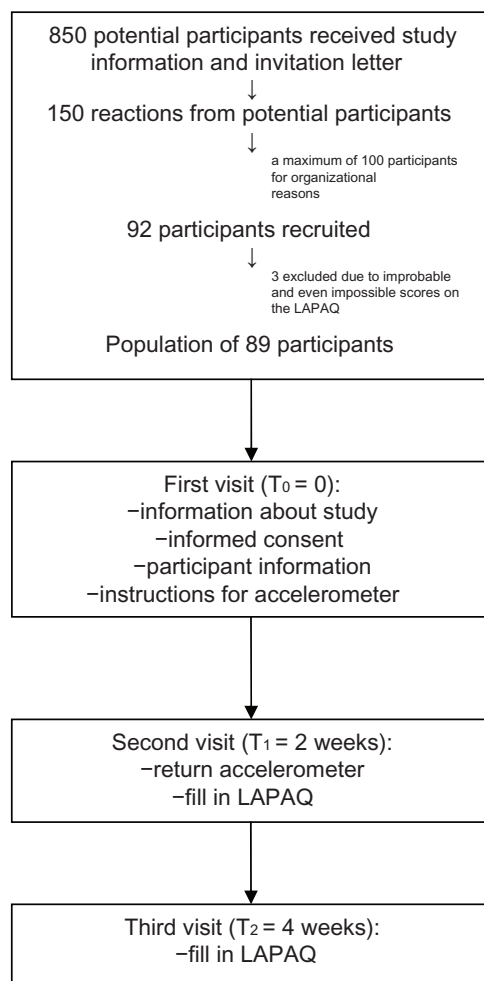 850 potential participants received study
information and invitation letter
↓
150 reactions from potential participants
↓
a maximum of 100 participants
for organizational
reasons
92 participants recruited
↓
3 excluded due to improbable
and even impossible scores on
the LAPAQ
Population of 89 participants
First visit (T0 = 0):
−information about study
−informed consent
−participant information
−instructions for accelerometer
Second visit (T1 = 2 weeks):
−return accelerometer
−fill in LAPAQ
Third visit (T2 = 4 weeks):
−fill in LAPAQ